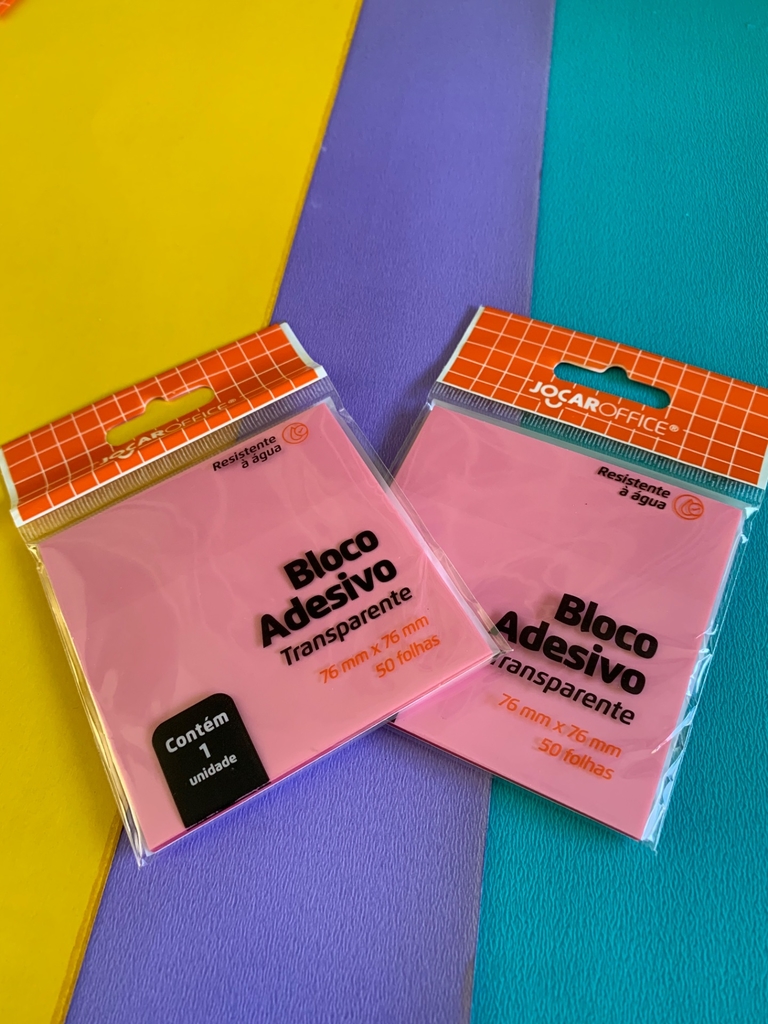 JOCAROFFICE®
Resistente
à água
Bloco
Adesivo
Transparente
76 mm x 76 mm
50 folhas
Contém
1
unidade
JOCAROFFICE®
Resistente
à água
Bloco
Adesivo
Transparente
76 mm x 76 mm
50 folhas